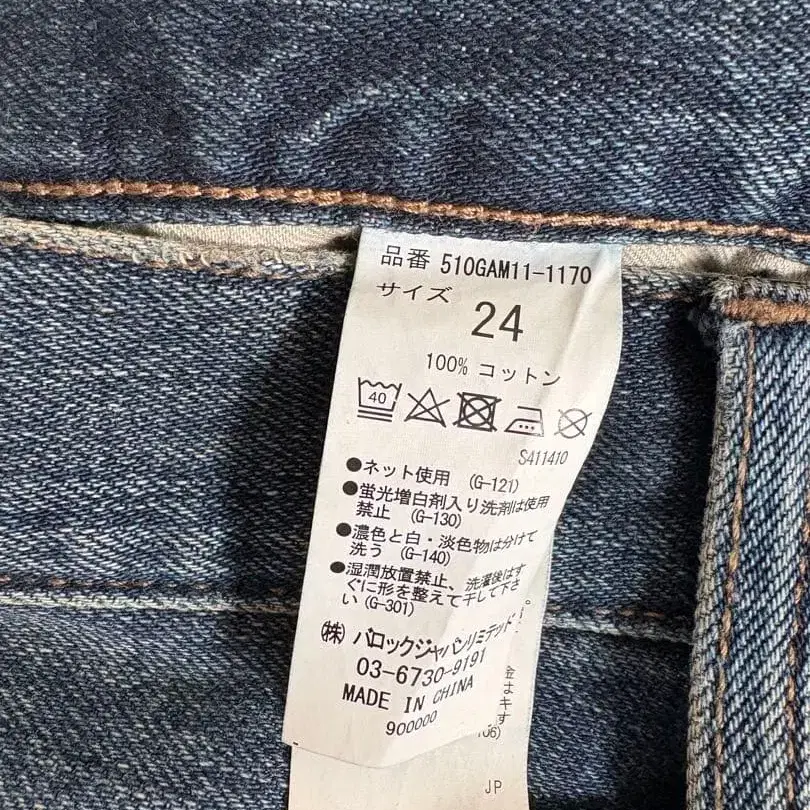 品番 510GAM11-1170
サイズ 24
100% コットン
40
S411410
●ネット使用 (G-121)
●蛍光増白剤入り洗剤は使用
禁止 (G-130)
●濃色と白・淡色物は分けて
洗う (G-140)
●湿潤放置禁止、洗濯後はす
ぐに形を整えて干して下さ
い(G-301)
(株) バロックジャパンリミテッド
03-6730-9191
MADE IN CHINA
900000
金
は
キ
す
106)
JP